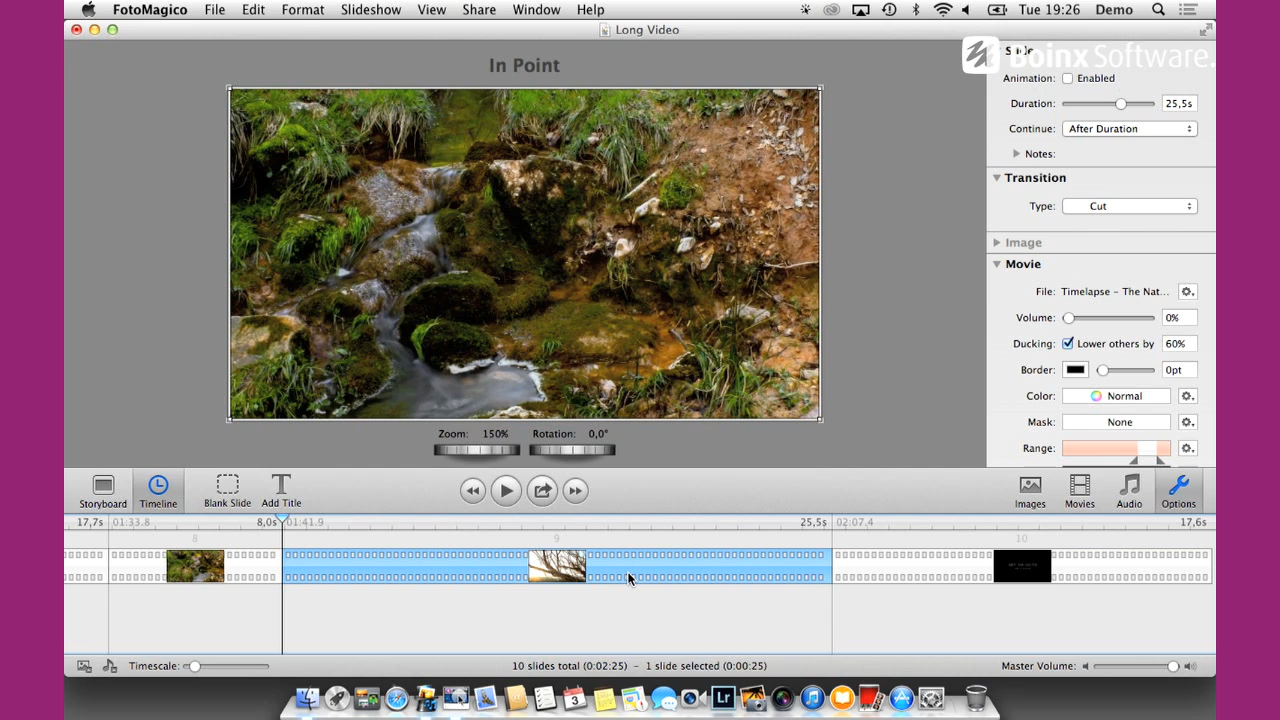 FotoMagico File Edit Format Slideshow View Share Window Help Tue 19:26 Demo
Long Video
Boinx Software.
In Point
Slide
Animation: Enabled
Duration: 25,5s
Continue: After Duration
Notes:
Transition
Type: Cut
Image
Movie
File: Timelapse – The Nat...
Volume: 0%
Ducking: Lower others by 60%
Border: 0pt
Color: Normal
Mask: None
Range:
Zoom: 150% Rotation: 0,0°
Storyboard Timeline Blank Slide Add Title Images Movies Audio Options
17,7s 01:33.8 8,0s 01:41.9 25,5s 02:07.4 17,6s
8 9 10
Timescale: 10 slides total (0:02:25) – 1 slide selected (0:00:25) Master Volume:
3
Lr